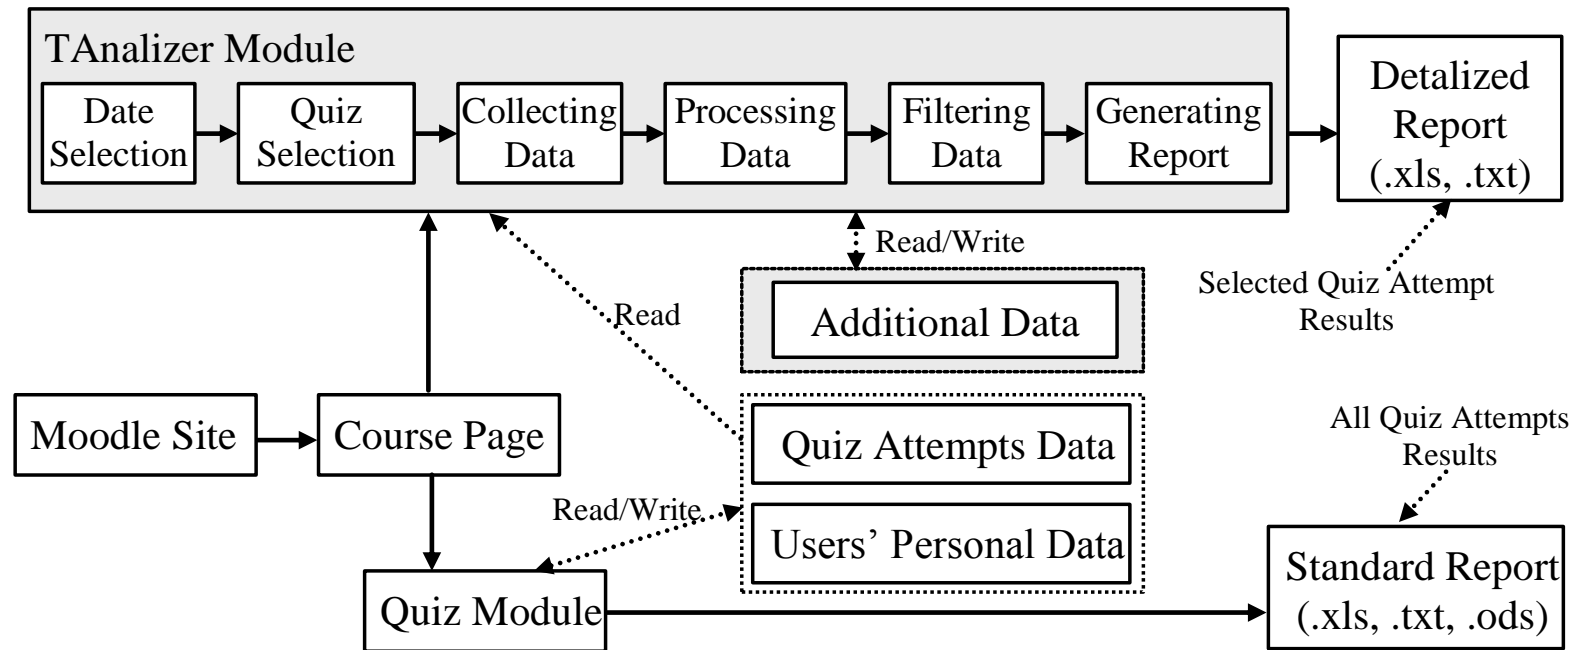 TAnalizer Module
Date
Selection
Quiz
Selection
Collecting
Data
Processing
Data
Filtering
Data
Generating
Report
Detalized
Report
(.xls, .txt)
Read/Write
Selected Quiz Attempt
Results
Additional Data
Read
Moodle Site
Course Page
Quiz Attempts Data
All Quiz Attempts
Results
Read/Write
Users’ Personal Data
Quiz Module
Standard Report
(.xls, .txt, .ods)